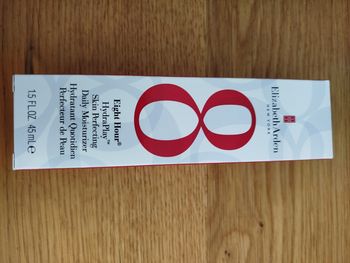 Elizabeth Arden
NEW YORK
8
Eight Hour®
HydraPlay™
Skin Perfecting
Daily Moisturizer
Hydratant Quotidien
Perfecteur de Peau
1.5 FL.OZ. 45 mL℮